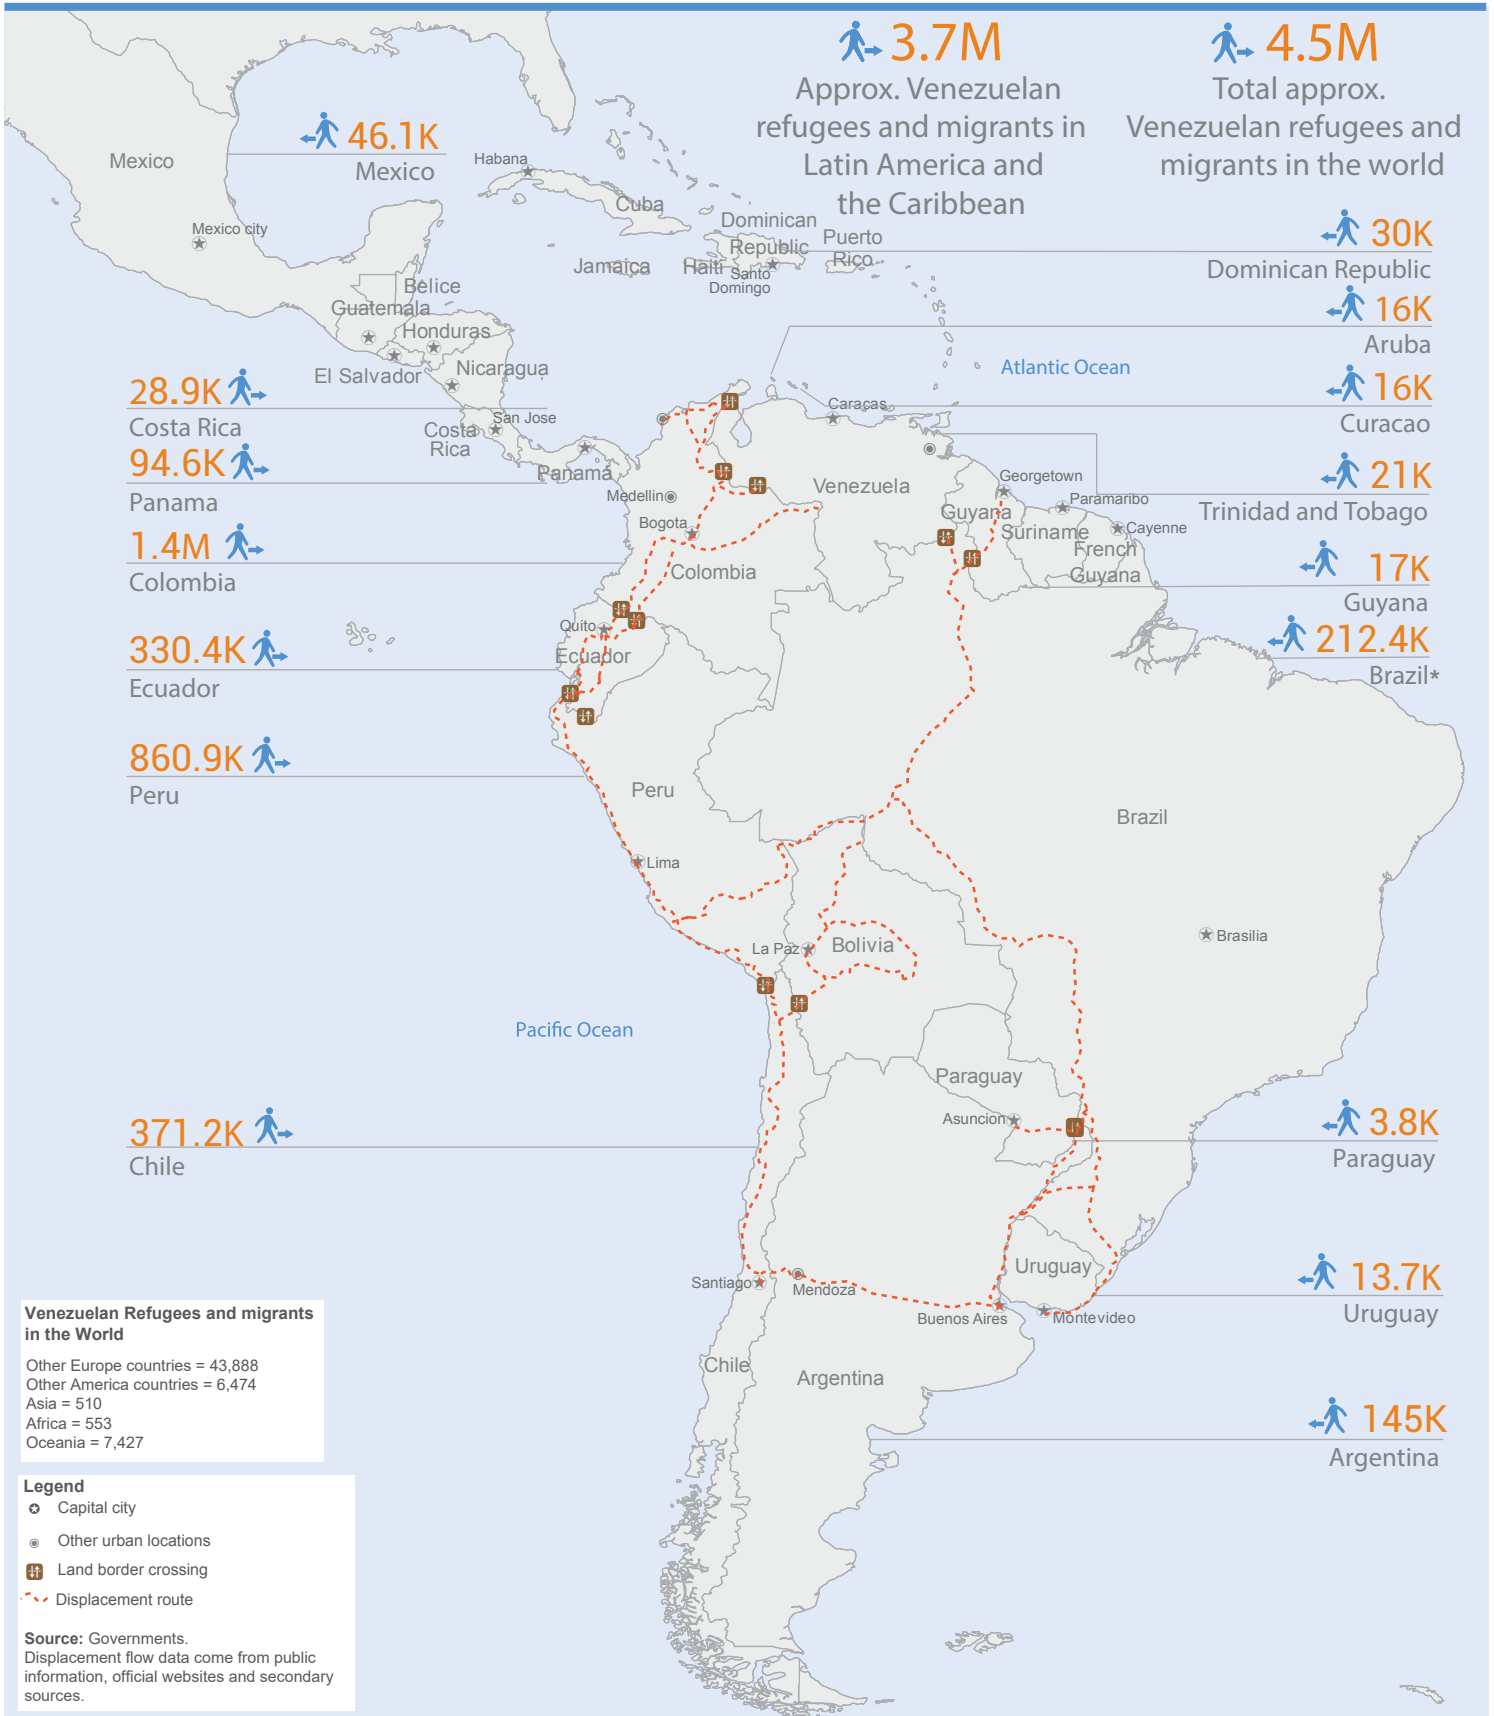 3.7M
Approx. Venezuelan
refugees and migrants in
Latin America and
the Caribbean
4.5M
Total approx.
Venezuelan refugees and
migrants in the world
46.1K
Mexico
Mexico
Mexico city
Habana
Cuba
Dominican
Republic
Puerto
Rico
Jamaica
Haiti
Santo
Domingo
30K
Dominican Republic
Belice
Guatemala
Honduras
El Salvador
Nicaragua
16K
Aruba
Atlantic Ocean
28.9K
Costa Rica
San Jose
Costa
Rica
Caracas
16K
Curacao
94.6K
Panama
Panamá
Medellin
Venezuela
Georgetown
Paramaribo
21K
Trinidad and Tobago
Bogota
Guyana
Suriname
Cayenne
French
Guyana
1.4M
Colombia
Colombia
17K
Guyana
Quito
Ecuador
330.4K
Ecuador
212.4K
Brazil*
860.9K
Peru
Peru
Brazil
Lima
La Paz
Bolivia
Brasilia
Pacific Ocean
Paraguay
Asuncion
371.2K
Chile
3.8K
Paraguay
Uruguay
13.7K
Uruguay
Santiago
Mendoza
Buenos Aires
Montevideo
Chile
Argentina
145K
Argentina
Venezuelan Refugees and migrants
in the World
Other Europe countries = 43,888
Other America countries = 6,474
Asia = 510
Africa = 553
Oceania = 7,427
Legend
Capital city
Other urban locations
Land border crossing
Displacement route
Source: Governments.
Displacement flow data come from public
information, official websites and secondary
sources.